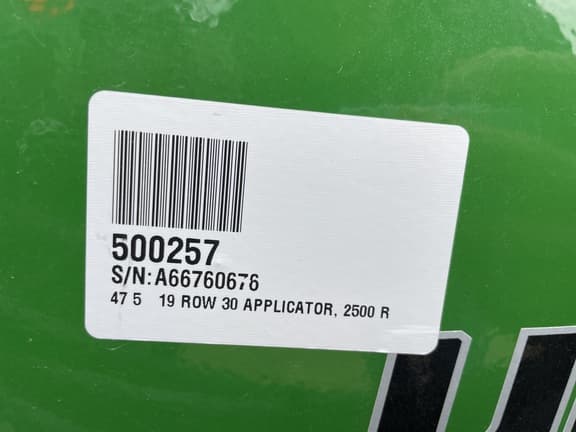 500257
S/N:A66760676
47 5 19 ROW 30 APPLICATOR, 2500 R